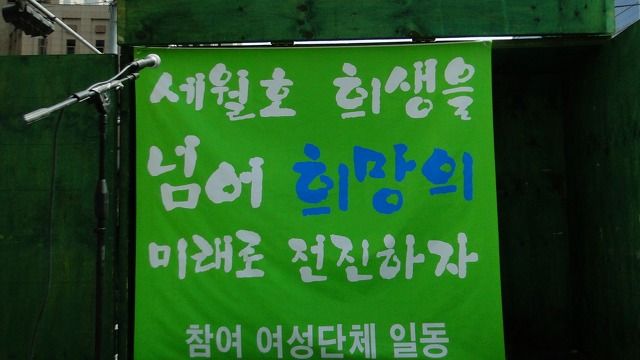 세월호 희생을
넘어 희망의
미래로 전진하자
참여 여성단체 일동